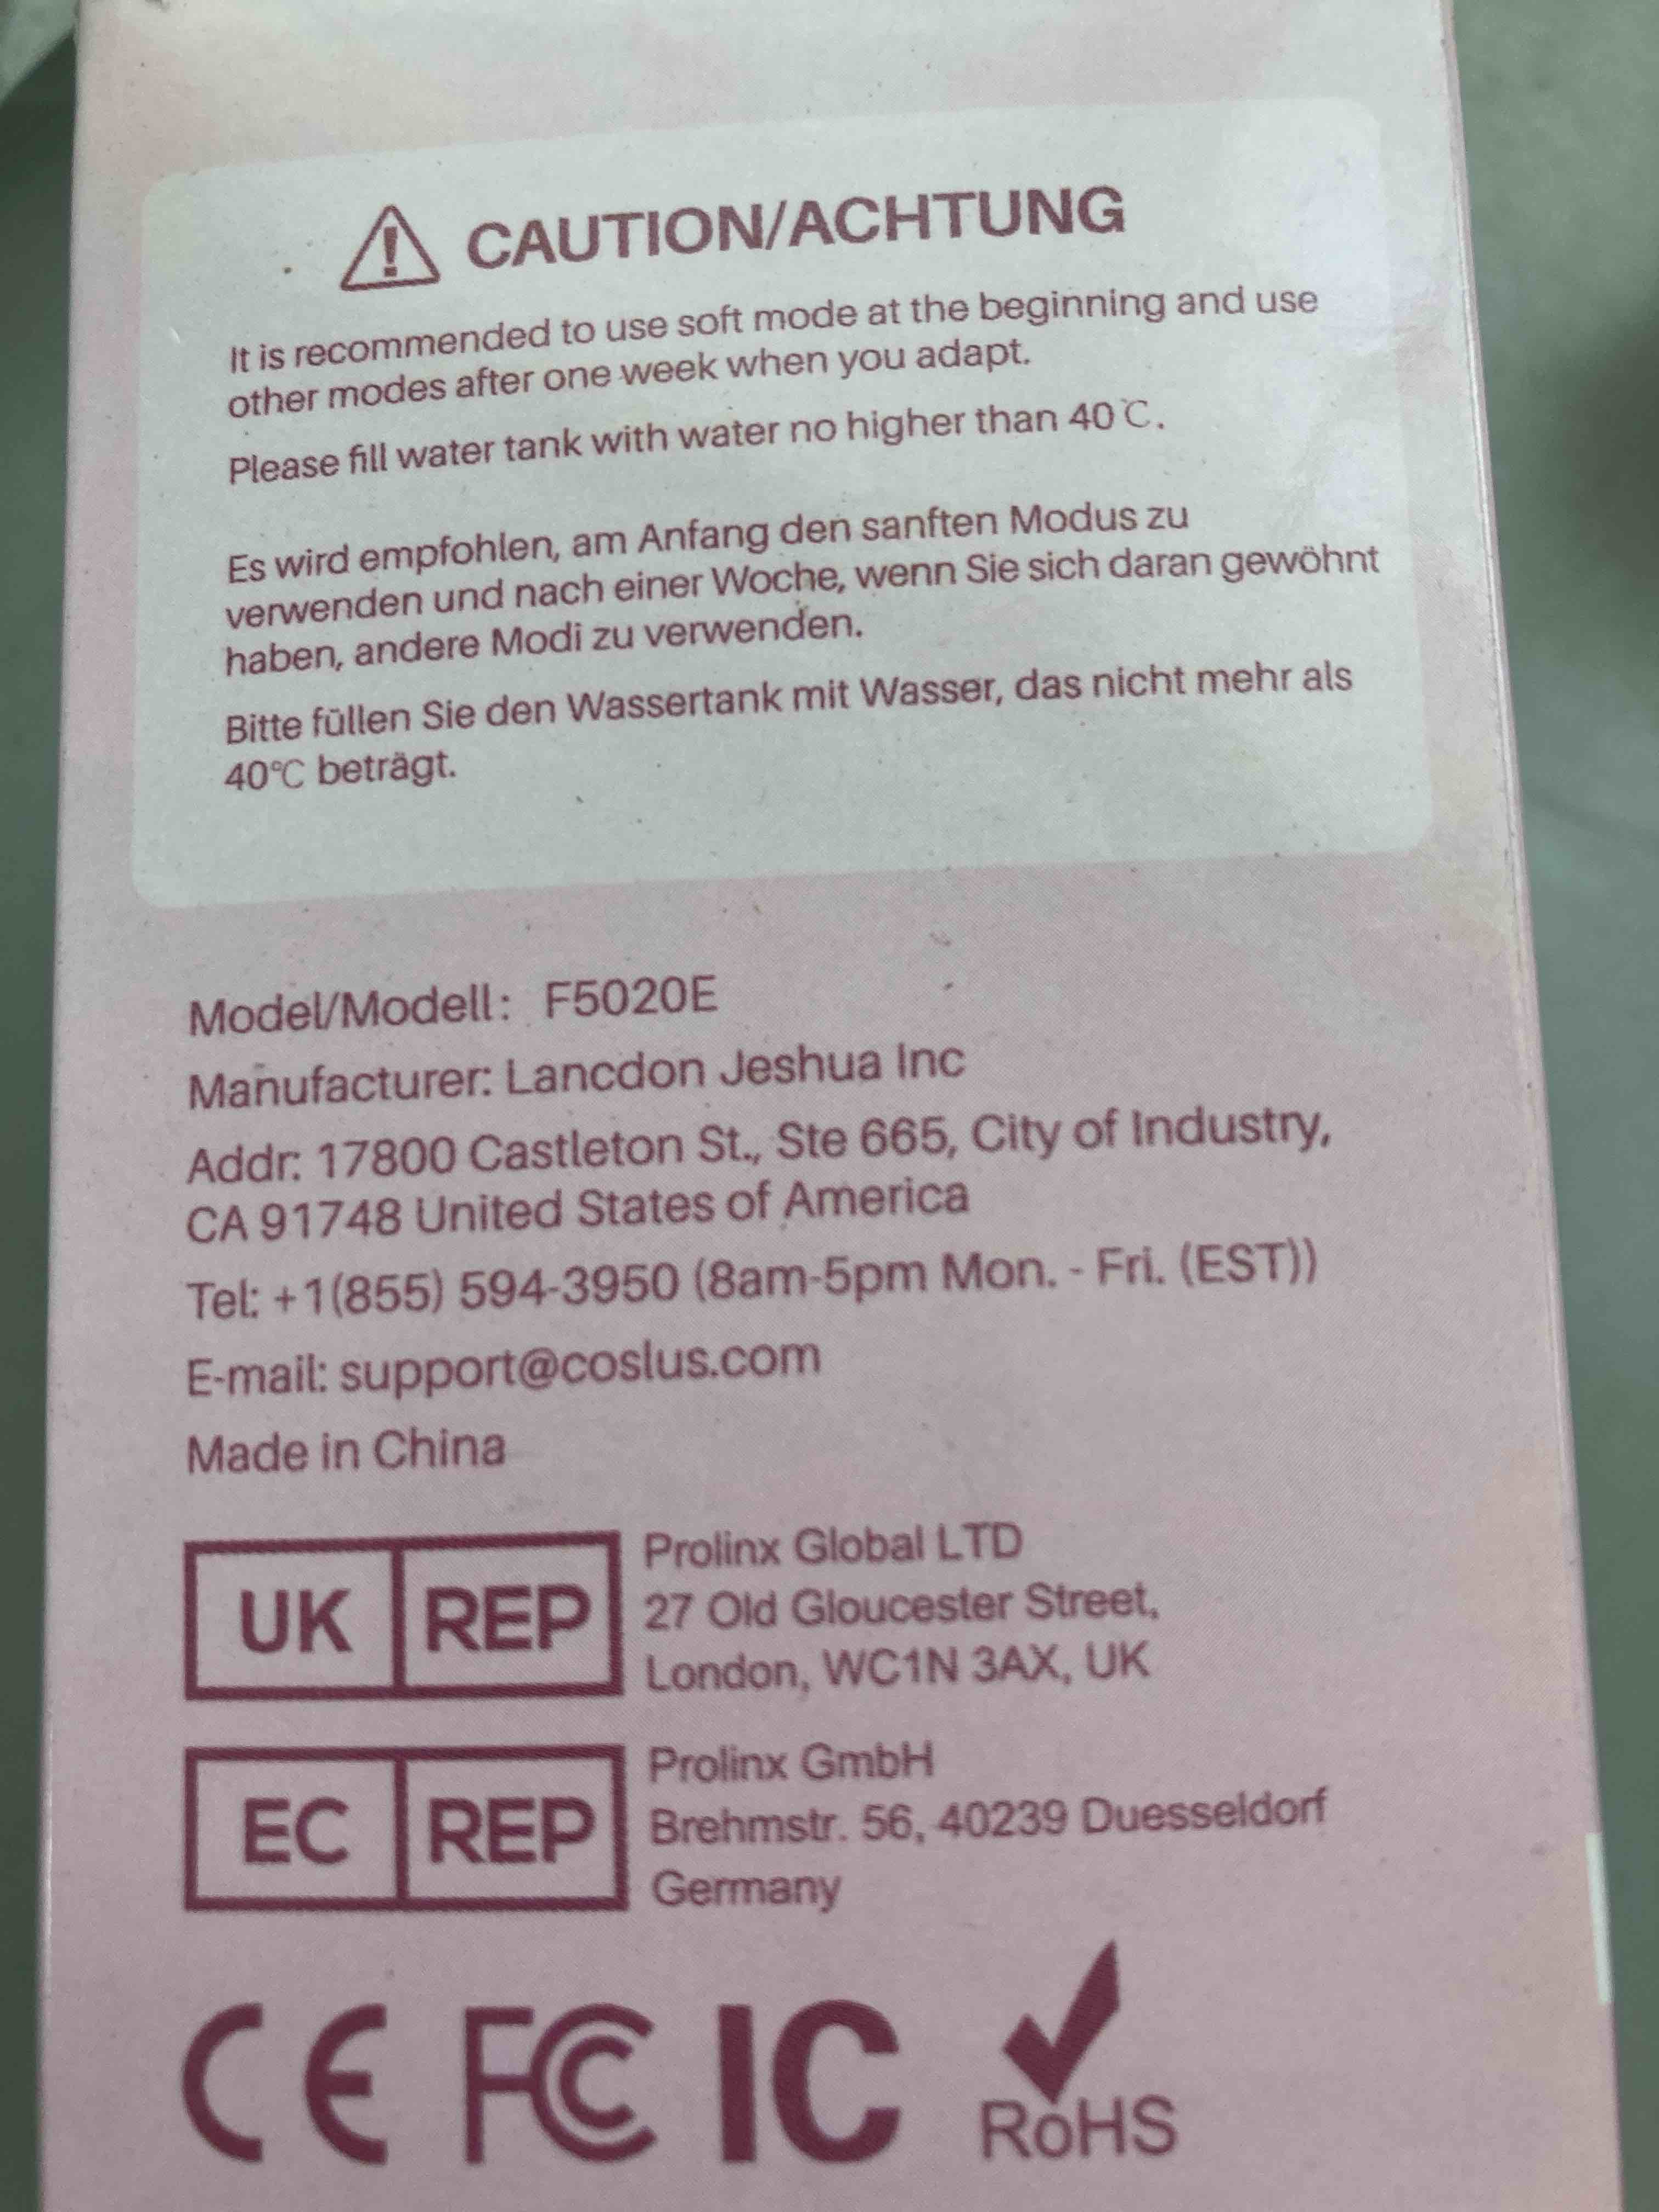 CAUTION/ACHTUNG
It is recommended to use soft mode at the beginning and use
other modes after one week when you adapt.
Please fill water tank with water no higher than 40℃.
Es wird empfohlen, am Anfang den sanften Modus zu
verwenden und nach einer Woche, wenn Sie sich daran gewöhnt
haben, andere Modi zu verwenden.
Bitte füllen Sie den Wassertank mit Wasser, das nicht mehr als
40℃ beträgt.
Model/Modell: F5020E
Manufacturer: Lancdon Jeshua Inc
Addr: 17800 Castleton St., Ste 665, City of Industry,
CA 91748 United States of America
Tel: +1(855) 594-3950 (8am-5pm Mon. - Fri. (EST))
E-mail: support@coslus.com
Made in China
UK REP
Prolinx Global LTD
27 Old Gloucester Street,
London, WC1N 3AX, UK
EC REP
Prolinx GmbH
Brehmstr. 56, 40239 Duesseldorf
Germany
CE FCC IC RoHS